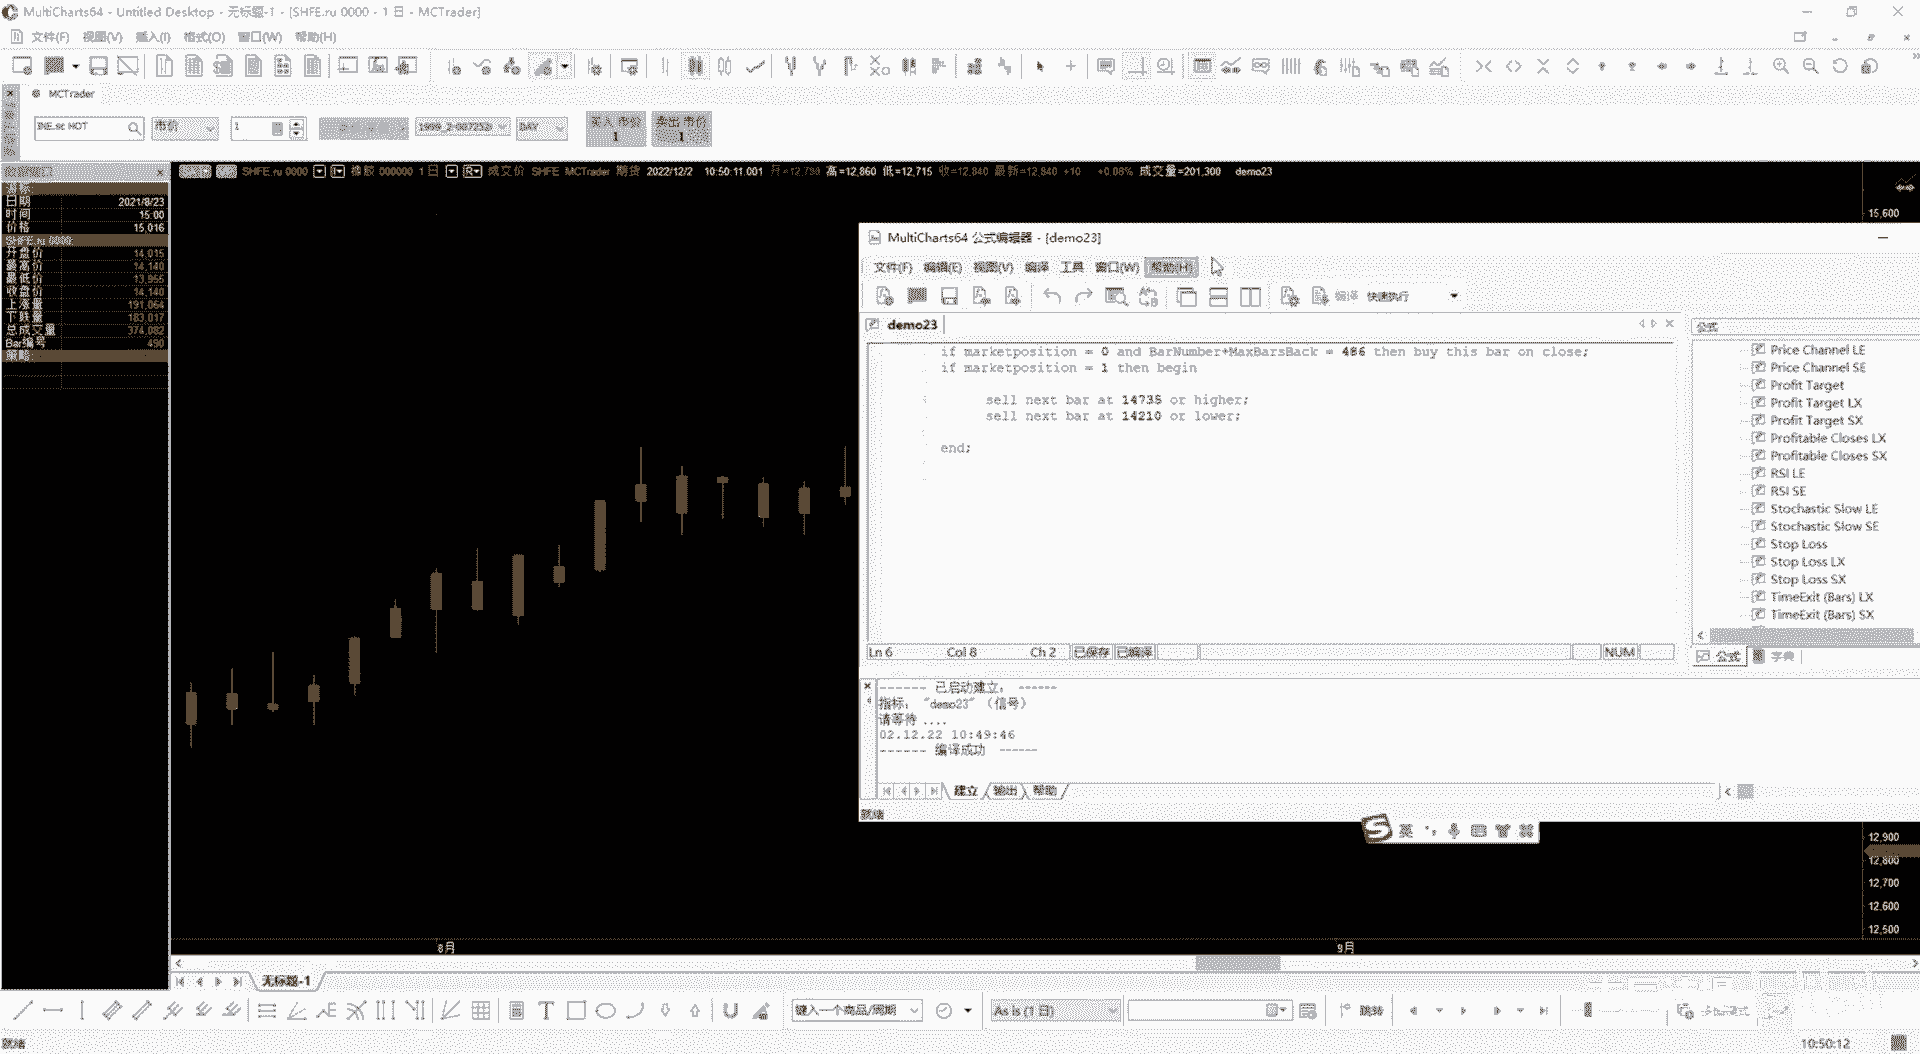 MultiCharts64 - Untitled Desktop - 无标题-1 - [SHFE.ru 0000 - 1 日 - MCTrader]
文件(F) 视图(V) 插入(I) 格式(O) 窗口(W) 帮助(H)
MCTrader
INE.sc HOT 市价 1 DAY 买入 市价 1 卖出 市价 1
SHFE.ru 0000 橡胶 000000 1 日 成交价 SHFE MCTrader 期货 2022/12/2 10:50:11.001 开=12,790 高=12,860 低=12,715 收=12,840 最新=12,840 +10 +0.08% 成交量=201,300 demo23
日期 2021/8/23
时间 15:00
价格 15,016
SHFE.ru 0000:
开盘价 14,015
最高价 14,140
最低价 13,955
收盘价 14,140
上涨量 191,064
下跌量 183,017
总成交量 374,082
Bar编号 490
策略:
15,600
MultiCharts64 公式编辑器 - [demo23]
文件(F) 编辑(E) 视图(V) 编译 工具 窗口(W) 帮助(H)
编译 快速执行
demo23
公式
if marketposition = 0 and BarNumber+MaxBarsBack = 486 then buy this bar on close;
if marketposition = 1 then begin
sell next bar at 14735 or higher;
sell next bar at 14210 or lower;
end;
Price Channel LE
Price Channel SE
Profit Target
Profit Target LX
Profit Target SX
Profitable Closes LX
Profitable Closes SX
RSI LE
RSI SE
Stochastic Slow LE
Stochastic Slow SE
Stop Loss
Stop Loss LX
Stop Loss SX
TimeExit (Bars) LX
TimeExit (Bars) SX
Ln 6 Col 8 Ch 2 已保存 已编译 NUM
公式 字典
------- 已启动建立, ------
指标: "demo23" (信号)
请等待 ....
02.12.22 10:49:46
------- 编译成功 ------
建立 输出 帮助
就绪
英
12,900
12,800
12,700
12,600
12,500
8月 9月
无标题-1
键入一个商品/周期 As is (1 日) 跳转
就绪 10:50:12